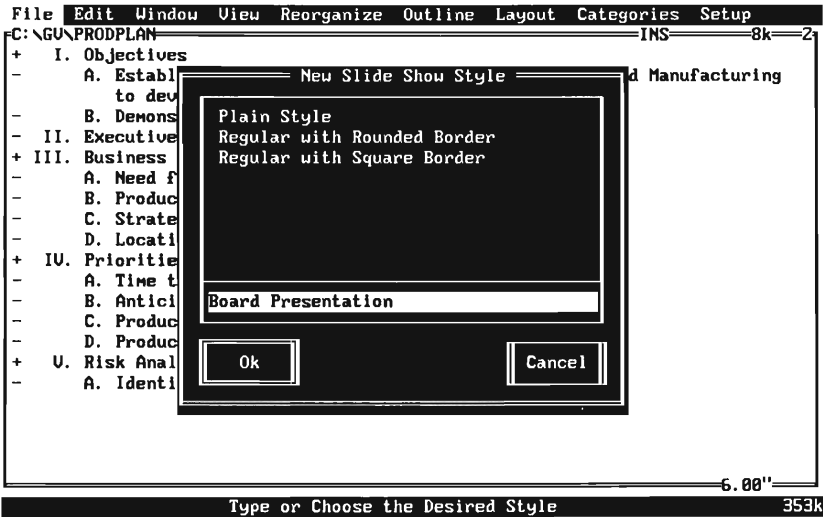 File Edit Window View Reorganize Outline Layout Categories Setup
C:\GV\PRODPLAN INS 8k 2
+ I. Objectives
- A. Establ d Manufacturing
to dev
- B. Demons
- II. Executive
+ III. Business
- A. Need f
- B. Produc
- C. Strate
- D. Locati
+ IV. Prioritie
- A. Time t
- B. Antici
- C. Produc
- D. Produc
+ V. Risk Anal
- A. Identi
New Slide Show Style
Plain Style
Regular with Rounded Border
Regular with Square Border
Board Presentation
Ok Cancel
6.00"
Type or Choose the Desired Style 353k